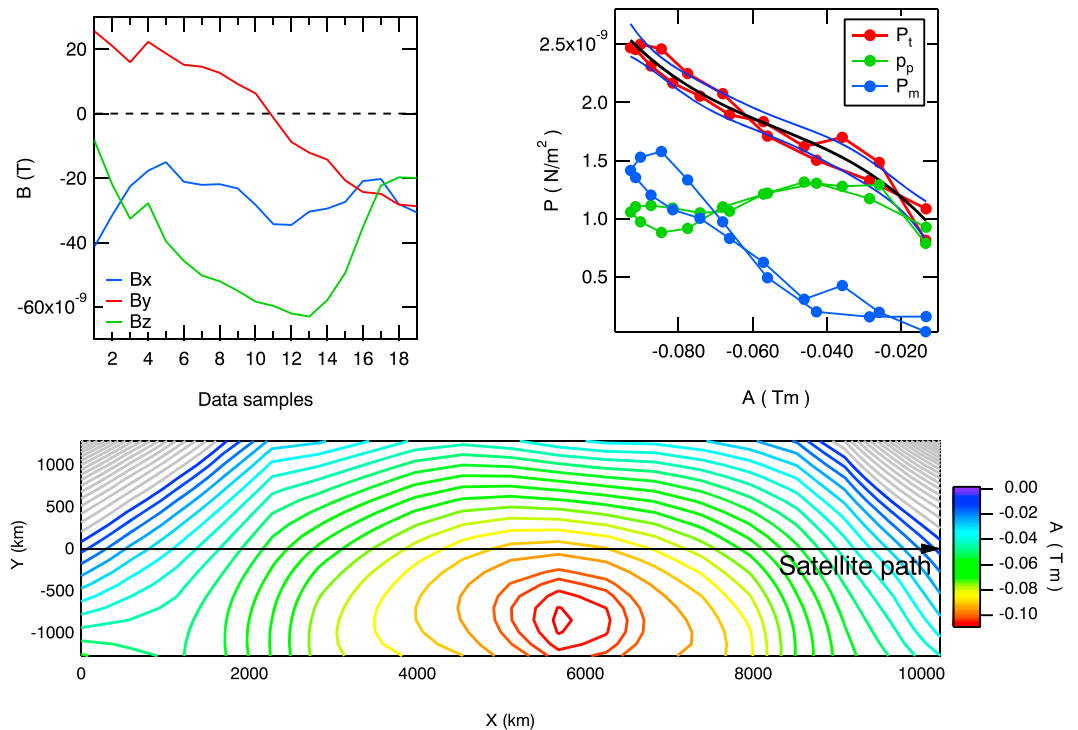 B (T)
20
0
-20
-40
-60x10⁻⁹
Bx
By
Bz
2 4 6 8 10 12 14 16 18
Data samples
P ( N/m² )
2.5x10⁻⁹
2.0
1.5
1.0
0.5
Pt
pp
Pm
-0.080 -0.060 -0.040 -0.020
A ( Tm )
Y (km)
1000
500
0
-500
-1000
Satellite path
0 2000 4000 6000 8000 10000
X (km)
0.00
-0.02
-0.04
-0.06
-0.08
-0.10
A ( T m )